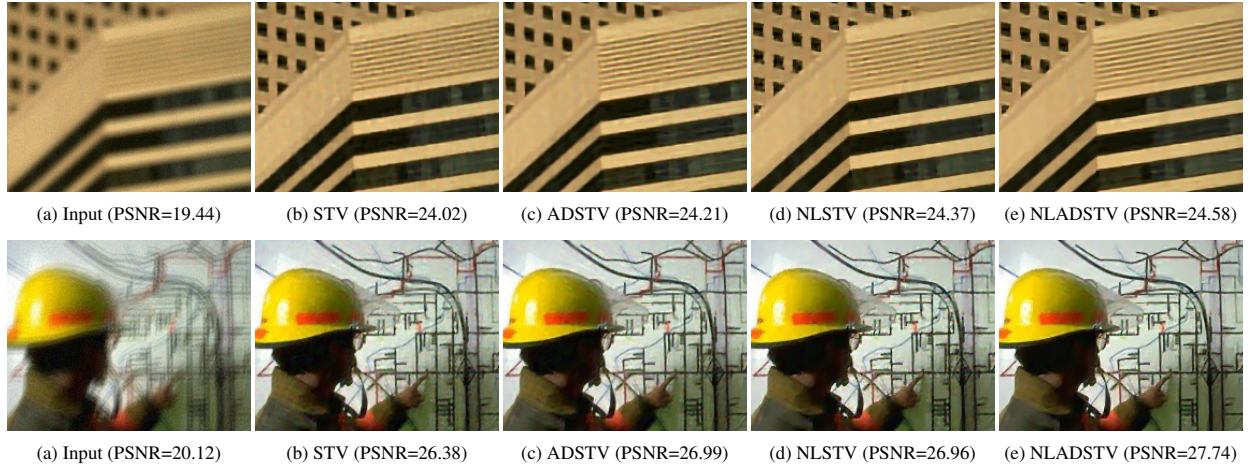 (a) Input (PSNR=19.44) (b) STV (PSNR=24.02) (c) ADSTV (PSNR=24.21) (d) NLSTV (PSNR=24.37) (e) NLADSTV (PSNR=24.58)
(a) Input (PSNR=20.12) (b) STV (PSNR=26.38) (c) ADSTV (PSNR=26.99) (d) NLSTV (PSNR=26.96) (e) NLADSTV (PSNR=27.74)